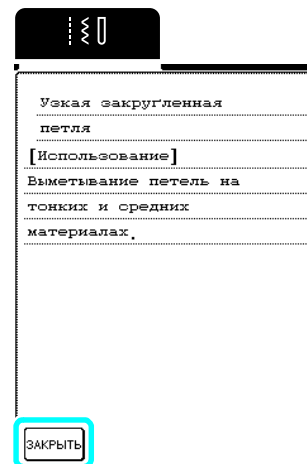 Узкая закругленная
петля
[Использование]
Выметывание петель на
тонких и средних
материалах.
ЗАКРЫТЬ